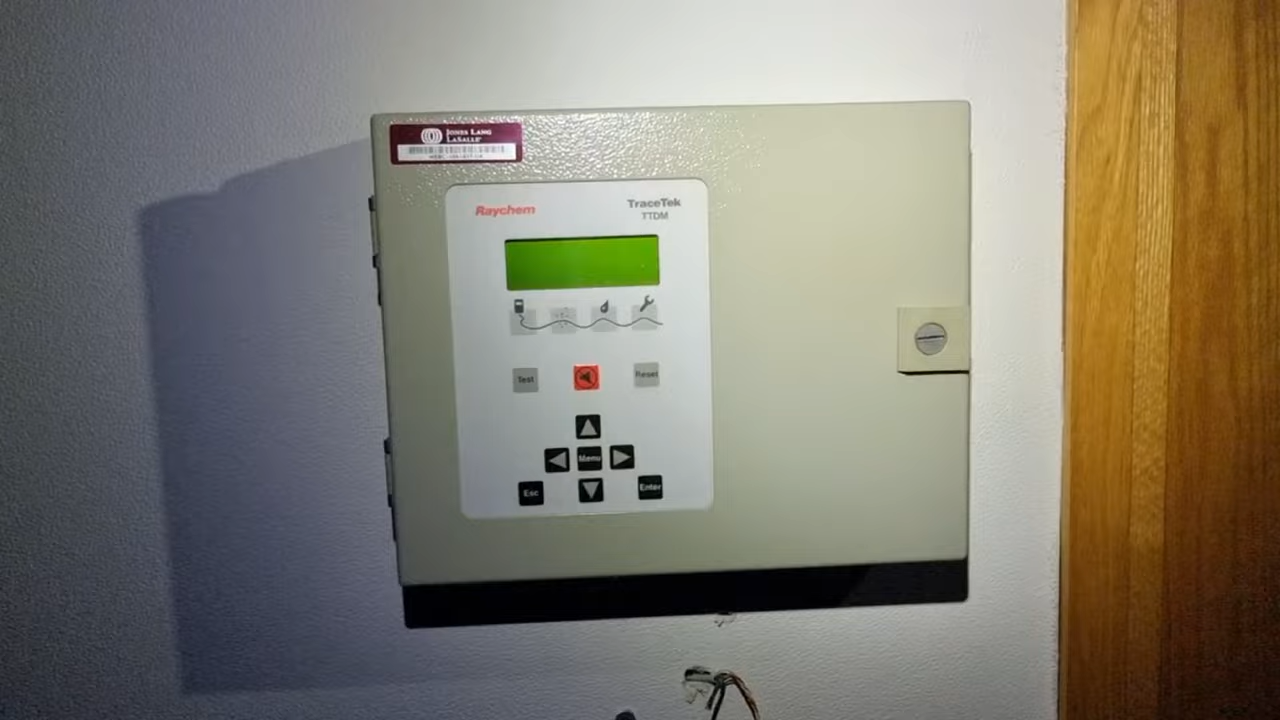 JONES LANG
LASALLE
Raychem
TraceTek
TTDM
Test
Reset
Menu
Esc
Enter